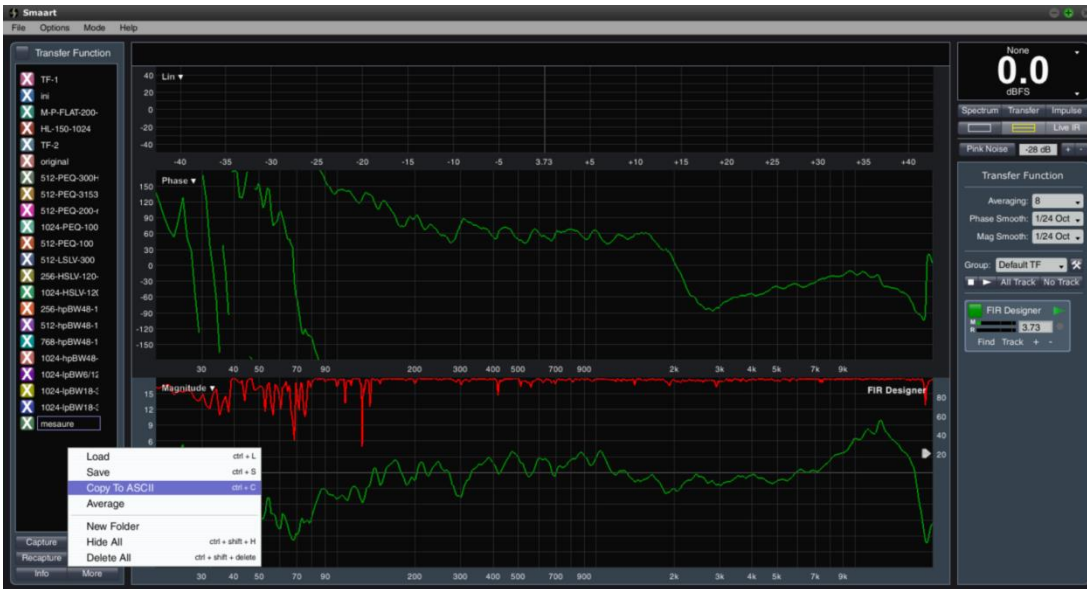 Smaart
File Options Mode Help
Transfer Function
TF-1
ini
M-P-FLAT-200-
HL-150-1024
TF-2
original
512-PEQ-300H
512-PEQ-3153
512-PEQ-200-r
1024-PEQ-100
512-PEQ-100
512-LSLV-300
256-HSLV-120-
1024-HSLV-12(
256-hpBW48-1
512-hpBW48-1
768-hpBW48-1
1024-hpBW48-
1024-lpBW6/12
1024-lpBW18-3
1024-lpBW18-3
mesaure
Load ctrl + L
Save ctrl + S
Copy To ASCII ctrl + C
Average
New Folder
Hide All ctrl + shift + H
Delete All ctrl + shift + delete
Capture
Recapture
Info More
Lin ▾
40
20
0
-20
-40
-40 -35 -30 -25 -20 -15 -10 -5 3.73 +5 +10 +15 +20 +25 +30 +35 +40
Phase ▾
150
120
90
60
30
0
-30
-60
-90
-120
-150
30 40 50 70 90 200 300 400 500 700 900 2k 3k 4k 5k 7k 9k
Magnitude ▾ FIR Designer
15
12
9
6
80
60
40
20
30 40 50 70 90 200 300 400 500 700 900 2k 3k 4k 5k 7k 9k
None
0.0
dBFS
Spectrum Transfer Impulse
Live IR
Pink Noise -28 dB + -
Transfer Function
Averaging: 8
Phase Smooth: 1/24 Oct
Mag Smooth: 1/24 Oct
Group: Default TF
All Track No Track
FIR Designer
M
R
3.73
Find Track + -